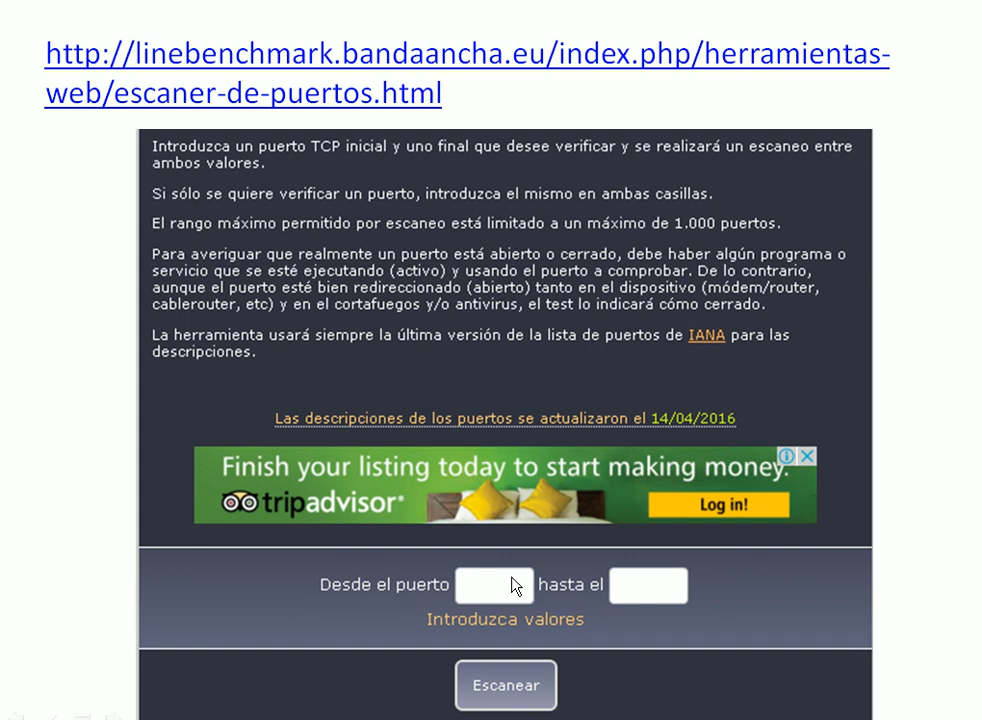 http://linebenchmark.bandaancha.eu/index.php/herramientas-
web/escaner-de-puertos.html
Introduzca un puerto TCP inicial y uno final que desee verificar y se realizará un escaneo entre
ambos valores.
Si sólo se quiere verificar un puerto, introduzca el mismo en ambas casillas.
El rango máximo permitido por escaneo está limitado a un máximo de 1.000 puertos.
Para averiguar que realmente un puerto está abierto o cerrado, debe haber algún programa o
servicio que se esté ejecutando (activo) y usando el puerto a comprobar. De lo contrario,
aunque el puerto esté bien redireccionado (abierto) tanto en el dispositivo (módem/router,
cablerouter, etc) y en el cortafuegos y/o antivirus, el test lo indicará cómo cerrado.
La herramienta usará siempre la última versión de la lista de puertos de IANA para las
descripciones.
Las descripciones de los puertos se actualizaron el 14/04/2016
Finish your listing today to start making money.
tripadvisor®
Log in!
Desde el puerto hasta el
Introduzca valores
Escanear